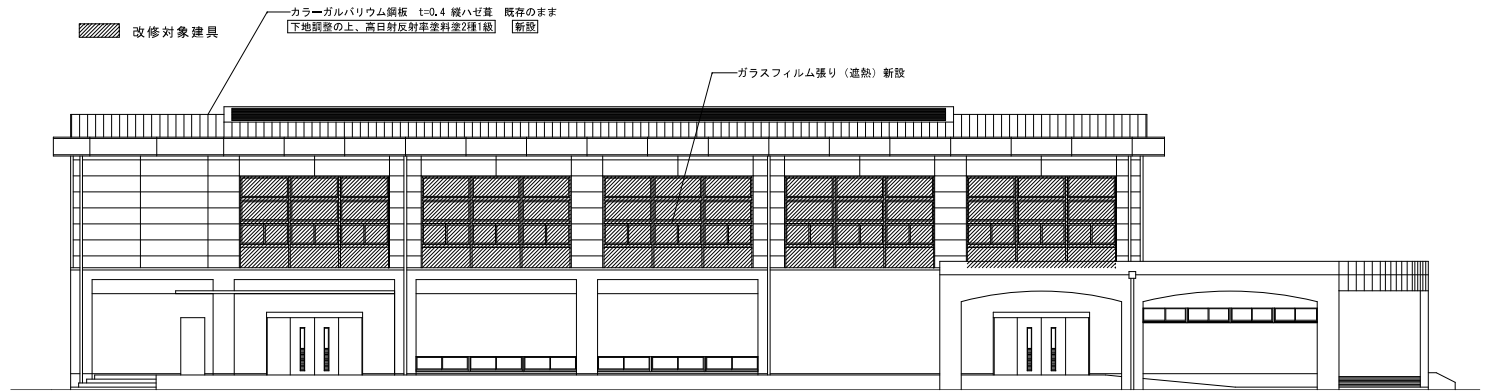 カラーガルバリウム鋼板 t=0.4 縦ハゼ葺 既存のまま
下地調整の上、高日射反射率塗料塗2種1級 新設
改修対象建具
ガラスフィルム張り（遮熱）新設